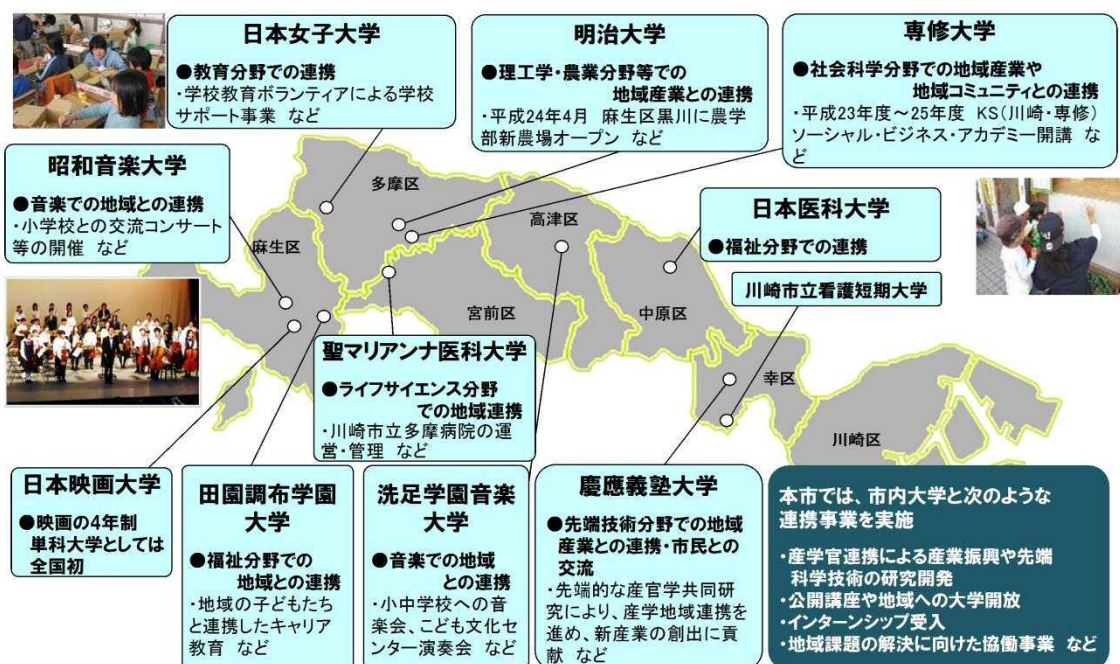 日本女子大学
●教育分野での連携
・学校教育ボランティアによる学校
サポート事業 など
明治大学
●理工学・農業分野等での
地域産業との連携
・平成24年4月 麻生区黒川に農学
部新農場オープン など
専修大学
●社会科学分野での地域産業や
地域コミュニティとの連携
・平成23年度～25年度 KS(川崎・専修)
ソーシャル・ビジネス・アカデミー開講 な
ど
昭和音楽大学
●音楽での地域との連携
・小学校との交流コンサート
等の開催 など
日本医科大学
●福祉分野での連携
川崎市立看護短期大学
多摩区
麻生区
高津区
宮前区
中原区
幸区
川崎区
聖マリアンナ医科大学
●ライフサイエンス分野
での地域連携
・川崎市立多摩病院の運
営・管理 など
日本映画大学
●映画の4年制
単科大学としては
全国初
田園調布学園
大学
●福祉分野での
地域との連携
・地域の子どもたち
と連携したキャリア
教育 など
洗足学園音楽
大学
●音楽での地域
との連携
・小中学校への音
楽会、こども文化セ
ンター演奏会 など
慶應義塾大学
●先端技術分野での地域
産業との連携・市民との
交流
・先端的な産官学共同研
究により、産学地域連携を
進め、新産業の創出に貢
献 など
本市では、市内大学と次のような
連携事業を実施
・産学官連携による産業振興や先端
科学技術の研究開発
・公開講座や地域への大学開放
・インターンシップ受入
・地域課題の解決に向けた協働事業 など